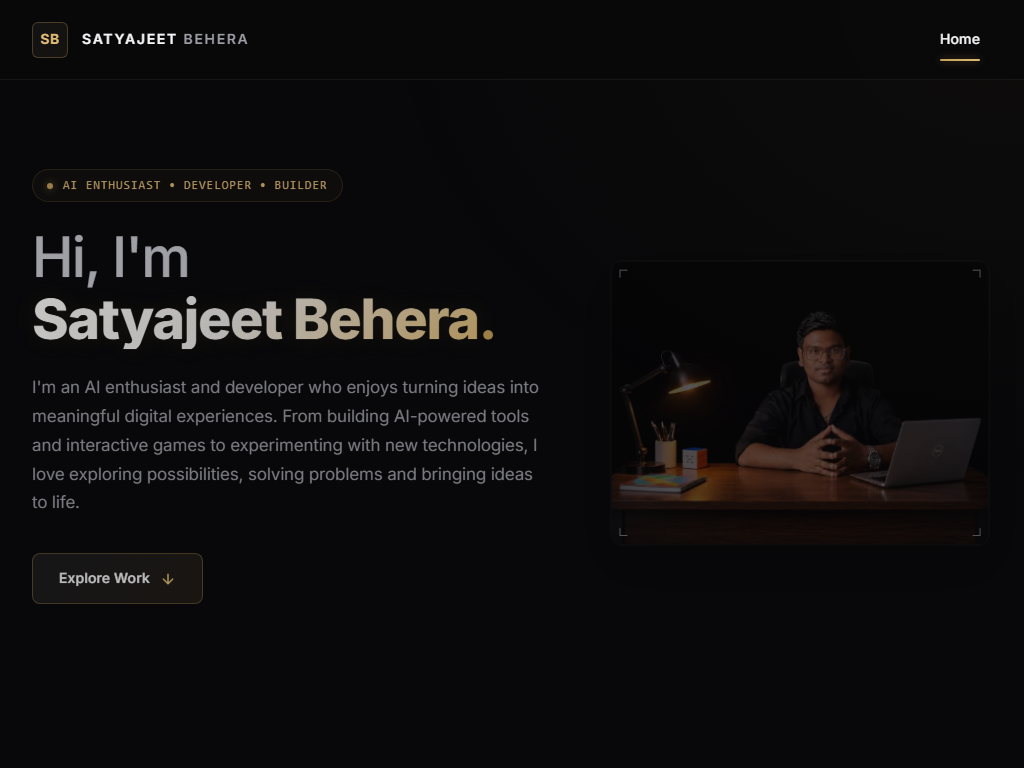 SB
SATYAJEET BEHERA
Home
AI ENTHUSIAST • DEVELOPER • BUILDER
Hi, I'm
Satyajeet Behera.
I'm an AI enthusiast and developer who enjoys turning ideas into
meaningful digital experiences. From building AI-powered tools
and interactive games to experimenting with new technologies, I
love exploring possibilities, solving problems and bringing ideas
to life.
Explore Work